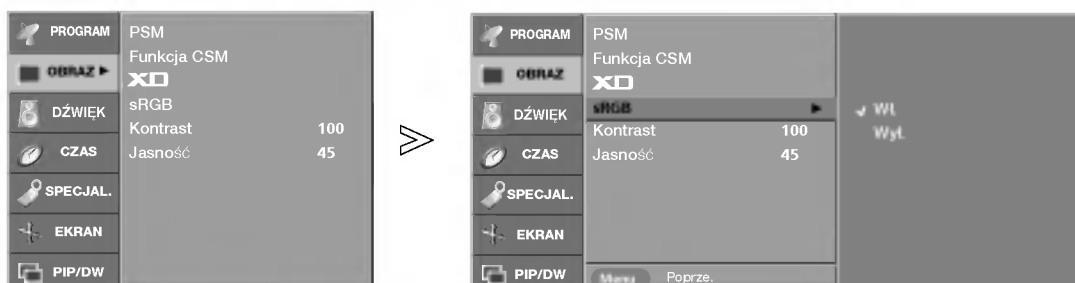 PROGRAM
OBRAZ
DŹWIĘK
CZAS
SPECJAL.
EKRAN
PIP/DW
PSM
Funkcja CSM
XD
sRGB
Kontrast 100
Jasność 45
PROGRAM
OBRAZ
DŹWIĘK
CZAS
SPECJAL.
EKRAN
PIP/DW
PSM
Funkcja CSM
XD
sRGB
Kontrast 100
Jasność 45
Menu Poprze.
Wł.
Wył.